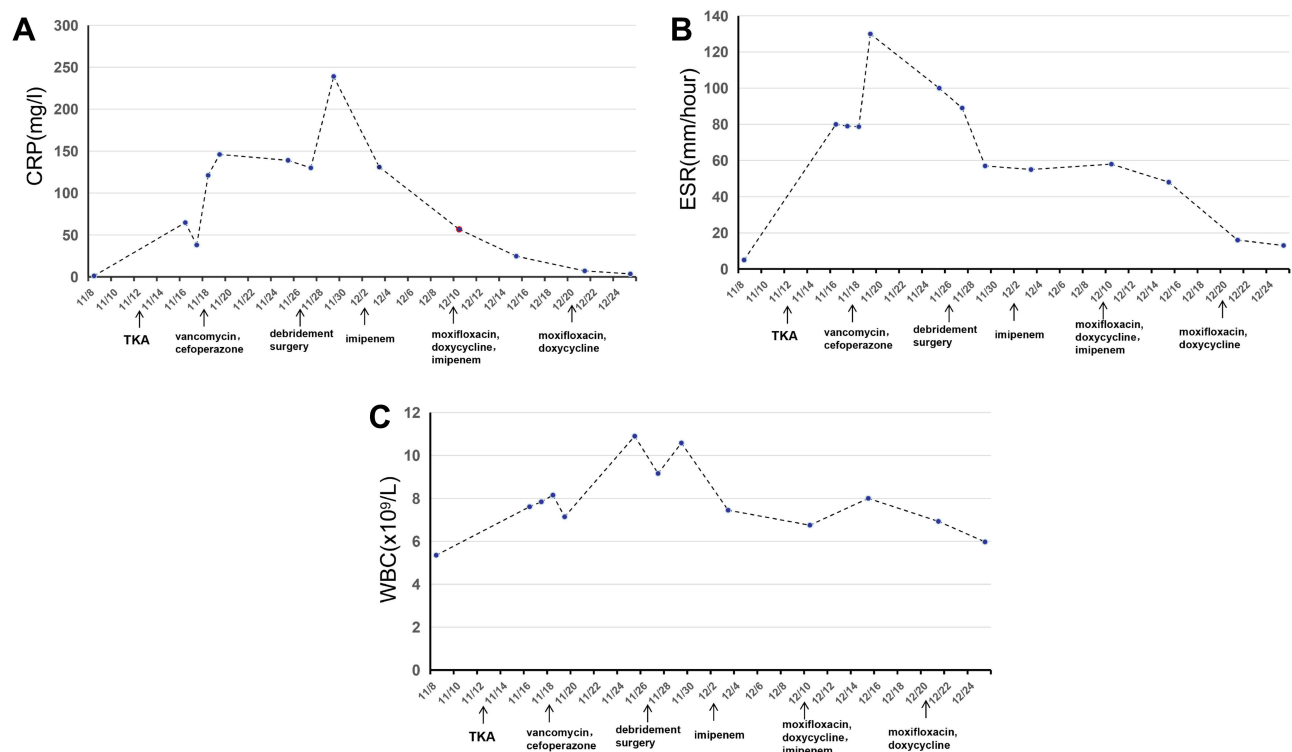 A
CRP(mg/l)
300
250
200
150
100
50
0
11/8 11/10 11/12 11/14 11/16 11/18 11/20 11/22 11/24 11/26 11/28 11/30 12/2 12/4 12/6 12/8 12/10 12/12 12/14 12/16 12/18 12/20 12/22 12/24
TKA
vancomycin,
cefoperazone
debridement
surgery
imipenem
moxifloxacin,
doxycycline,
imipenem
moxifloxacin,
doxycycline
B
ESR(mm/hour)
140
120
100
80
60
40
20
0
11/8 11/10 11/12 11/14 11/16 11/18 11/20 11/22 11/24 11/26 11/28 11/30 12/2 12/4 12/6 12/8 12/10 12/12 12/14 12/16 12/18 12/20 12/22 12/24
TKA
vancomycin,
cefoperazone
debridement
surgery
imipenem
moxifloxacin,
doxycycline,
imipenem
moxifloxacin,
doxycycline
C
WBC(x10⁹/L)
12
10
8
6
4
2
0
11/8 11/10 11/12 11/14 11/16 11/18 11/20 11/22 11/24 11/26 11/28 11/30 12/2 12/4 12/6 12/8 12/10 12/12 12/14 12/16 12/18 12/20 12/22 12/24
TKA
vancomycin,
cefoperazone
debridement
surgery
imipenem
moxifloxacin,
doxycycline,
imipenem
moxifloxacin,
doxycycline